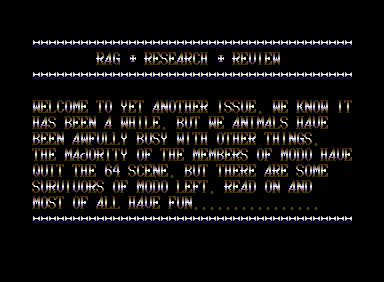 RAG * RESEARCH * REVIEW
WELCOME TO YET ANOTHER ISSUE. WE KNOW IT
HAS BEEN A WHILE. BUT WE ANIMALS HAVE
BEEN AWFULLY BUSY WITH OTHER THINGS.
THE MAJORITY OF THE MEMBERS OF MODO HAVE
QUIT THE 64 SCENE. BUT THERE ARE SOME
SURVIVORS OF MODO LEFT. READ ON AND
MOST OF ALL HAVE FUN................